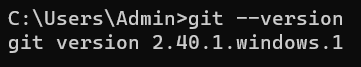 C:\Users\Admin>git --version
git version 2.40.1.windows.1